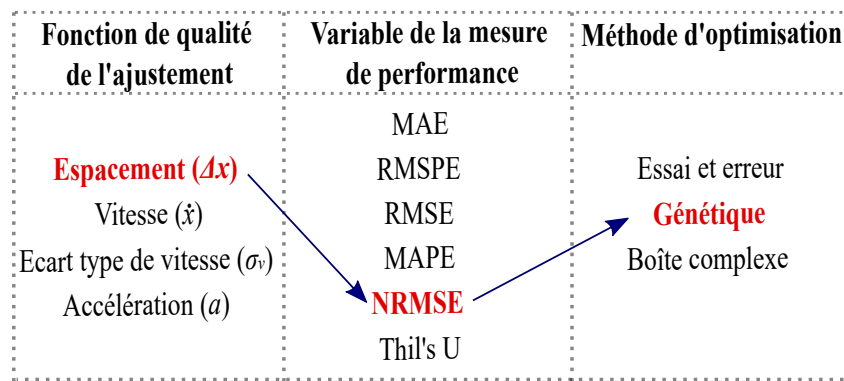 Fonction de qualité
de l'ajustement
Variable de la mesure
de performance
Méthode d'optimisation
Espacement (Δx)
Vitesse (ẋ)
Ecart type de vitesse (σᵥ)
Accélération (a)
MAE
RMSPE
RMSE
MAPE
NRMSE
Thil's U
Essai et erreur
Génétique
Boîte complexe